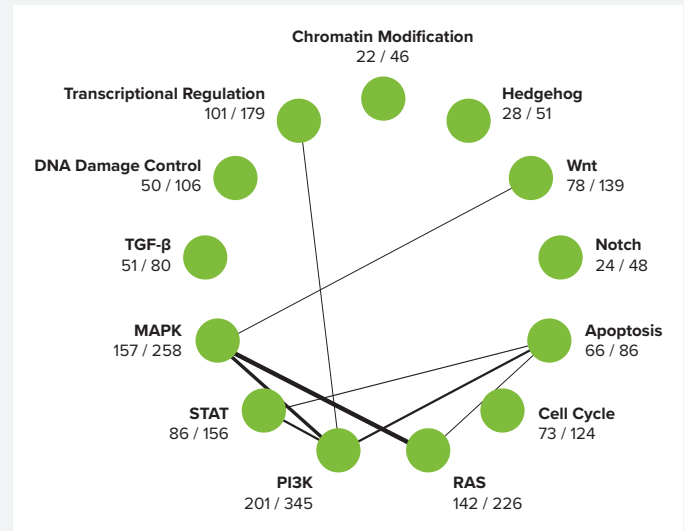 Chromatin Modification
22 / 46
Transcriptional Regulation
101 / 179
Hedgehog
28 / 51
DNA Damage Control
50 / 106
Wnt
78 / 139
TGF-β
51 / 80
Notch
24 / 48
MAPK
157 / 258
Apoptosis
66 / 86
STAT
86 / 156
Cell Cycle
73 / 124
PI3K
201 / 345
RAS
142 / 226